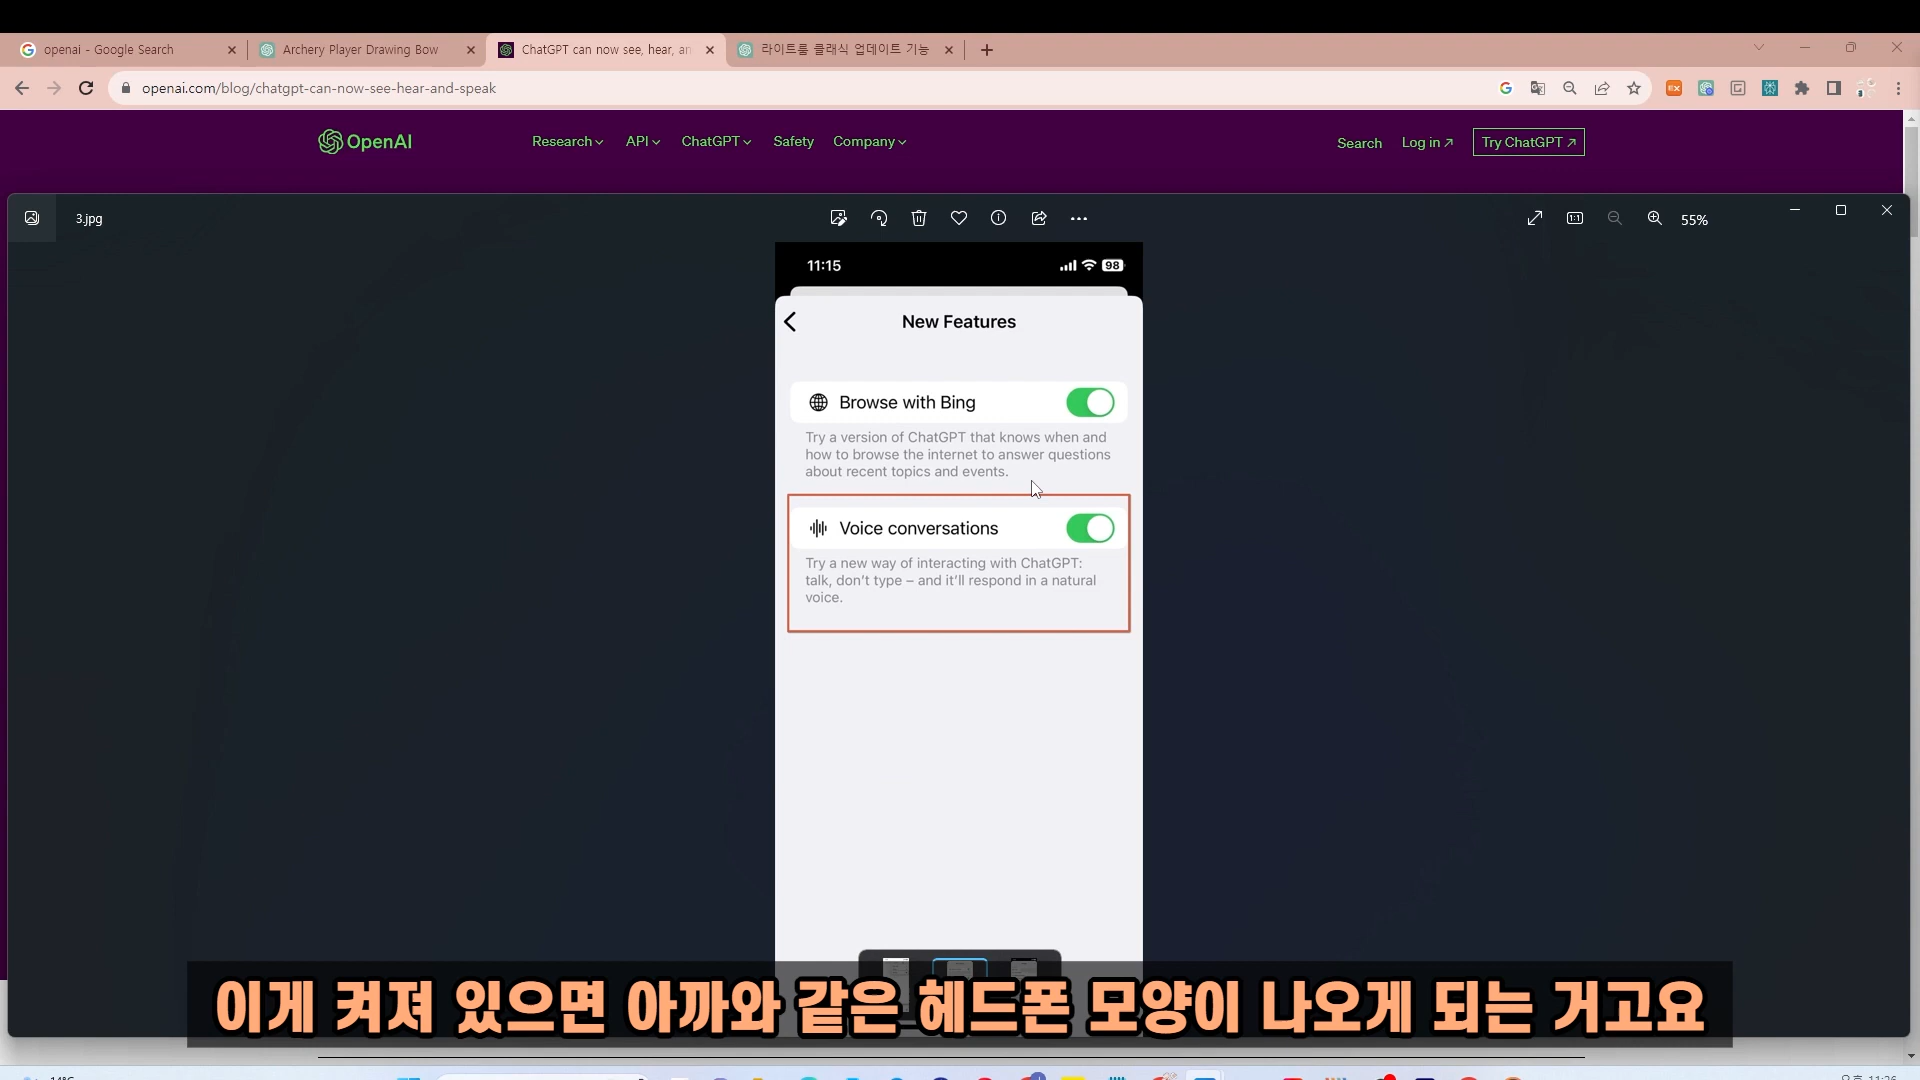 openai - Google Search
Archery Player Drawing Bow
ChatGPT can now see, hear, an
라이트룸 클래식 업데이트 기능
openai.com/blog/chatgpt-can-now-see-hear-and-speak
OpenAI
Research
API
ChatGPT
Safety
Company
Search
Log in
Try ChatGPT
3.jpg
55%
11:15
98
New Features
Browse with Bing
Try a version of ChatGPT that knows when and
how to browse the internet to answer questions
about recent topics and events.
Voice conversations
Try a new way of interacting with ChatGPT:
talk, don't type – and it'll respond in a natural
voice.
이게 켜져 있으면 아까와 같은 헤드폰 모양이 나오게 되는 거고요